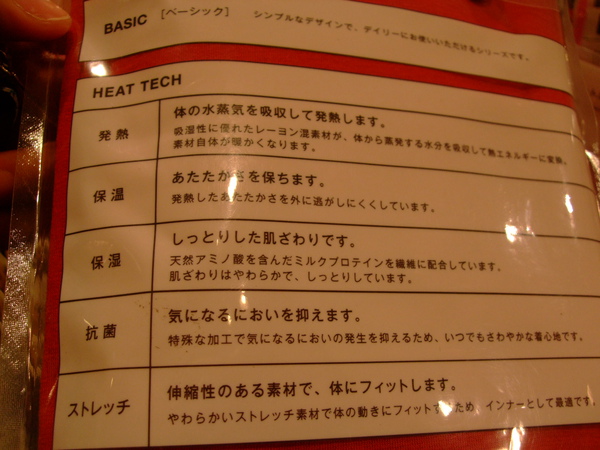 BASIC [ベーシック] シンプルなデザインで、デイリーにお使いいただけるシリーズです。
HEAT TECH
発熱
体の水蒸気を吸収して発熱します。
吸湿性に優れたレーヨン混素材が、体から蒸発する水分を吸収して熱エネルギーに変換。
素材自体が暖かくなります。
保温
あたたかさを保ちます。
発熱したあたたかさを外に逃がしにくくしています。
保湿
しっとりした肌ざわりです。
天然アミノ酸を含んだミルクプロテインを繊維に配合しています。
肌ざわりはやわらかで、しっとりしています。
抗菌
気になるにおいを抑えます。
特殊な加工で気になるにおいの発生を抑えるため、いつでもさわやかな着心地です。
ストレッチ
伸縮性のある素材で、体にフィットします。
やわらかいストレッチ素材で体の動きにフィットするため、インナーとして最適です。